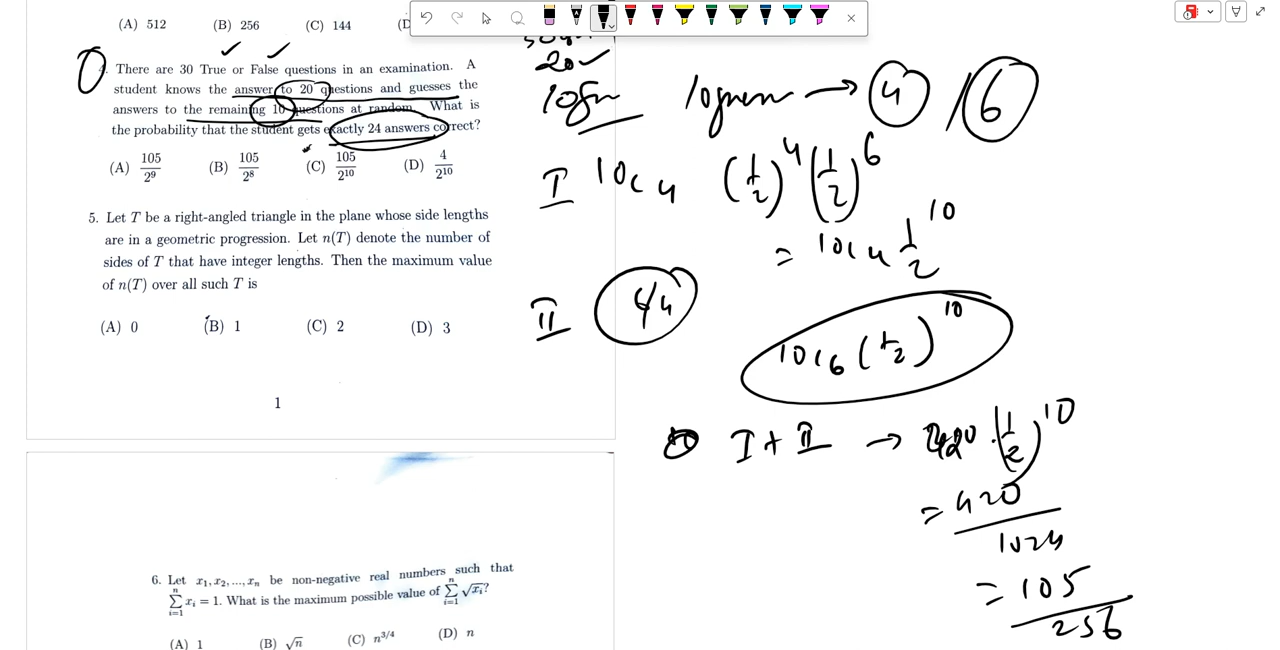 (A) 512 (B) 256 (C) 144 (D
There are 30 True or False questions in an examination. A
student knows the answer to 20 questions and guesses the
answers to the remaining 10 questions at random. What is
the probability that the student gets exactly 24 answers correct?
(A) 105/2^9 (B) 105/2^8 (C) 105/2^10 (D) 4/2^10
5. Let T be a right-angled triangle in the plane whose side lengths
are in a geometric progression. Let n(T) denote the number of
sides of T that have integer lengths. Then the maximum value
of n(T) over all such T is
(A) 0 (B) 1 (C) 2 (D) 3
1
6. Let x₁, x₂, ..., xₙ be non-negative real numbers such that
∑_{i=1}^{n} xᵢ = 1. What is the maximum possible value of ∑_{i=1}^{n} √xᵢ?
(A) 1 (B) √n (C) n^{3/4} (D) n
20 ✓
→ 4 / 6
I 10C4 (1/2)^4 (1/2)^6
= 10C4 1/2^10
II
10C6 (1/2)^10
I + II → 420 · (1/2)^10
= 420/1024
= 105/256